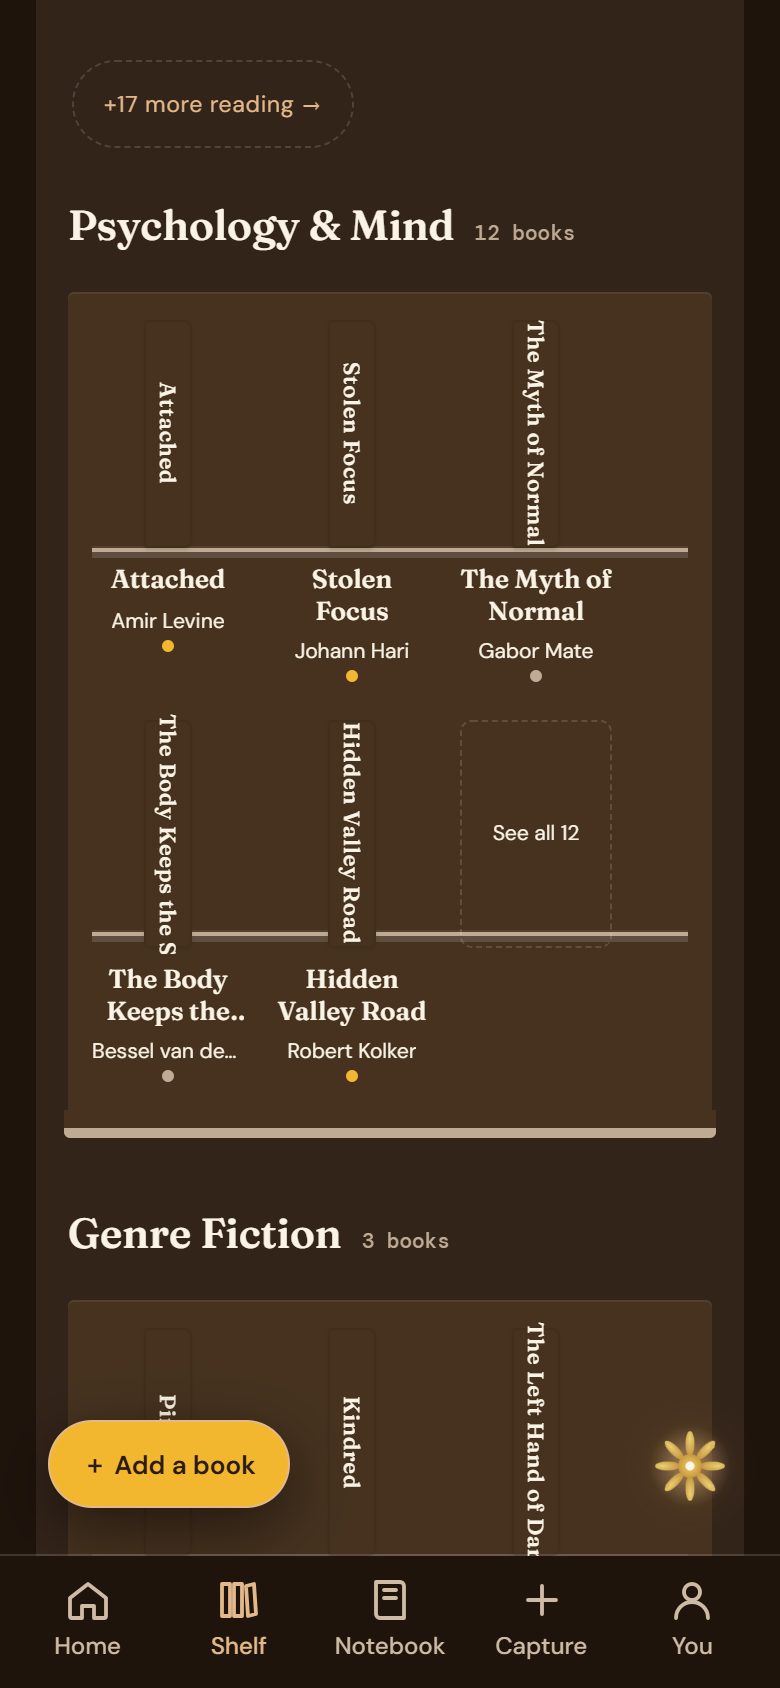 +17 more reading →
Psychology & Mind 12 books
Attached
Stolen Focus
The Myth of Normal
Attached
Amir Levine
Stolen
Focus
Johann Hari
The Myth of
Normal
Gabor Mate
The Body Keeps the S
Hidden Valley Road
See all 12
The Body
Keeps the..
Bessel van de...
Hidden
Valley Road
Robert Kolker
Genre Fiction 3 books
Kindred
The Left Hand of Dar
+ Add a book
Home
Shelf
Notebook
Capture
You